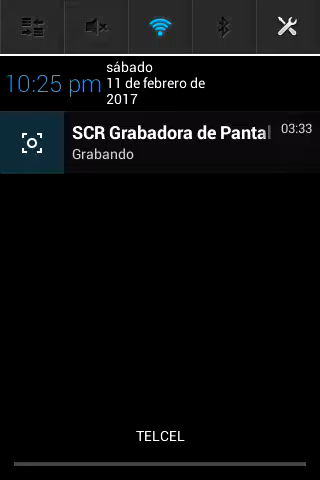 10:25 pm
sábado
11 de febrero de
2017
SCR Grabadora de Pantal
03:33
Grabando
TELCEL